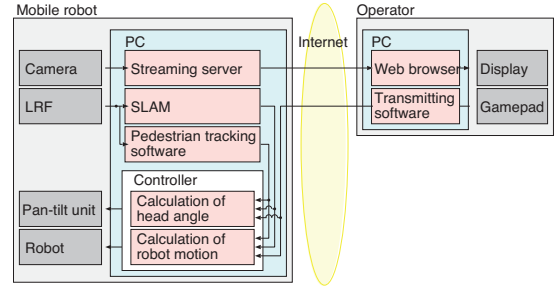 Mobile robot
Operator
PC
Internet
PC
Camera
Streaming server
Web browser
Display
LRF
SLAM
Transmitting
software
Gamepad
Pedestrian tracking
software
Controller
Pan-tilt unit
Calculation of
head angle
Robot
Calculation of
robot motion